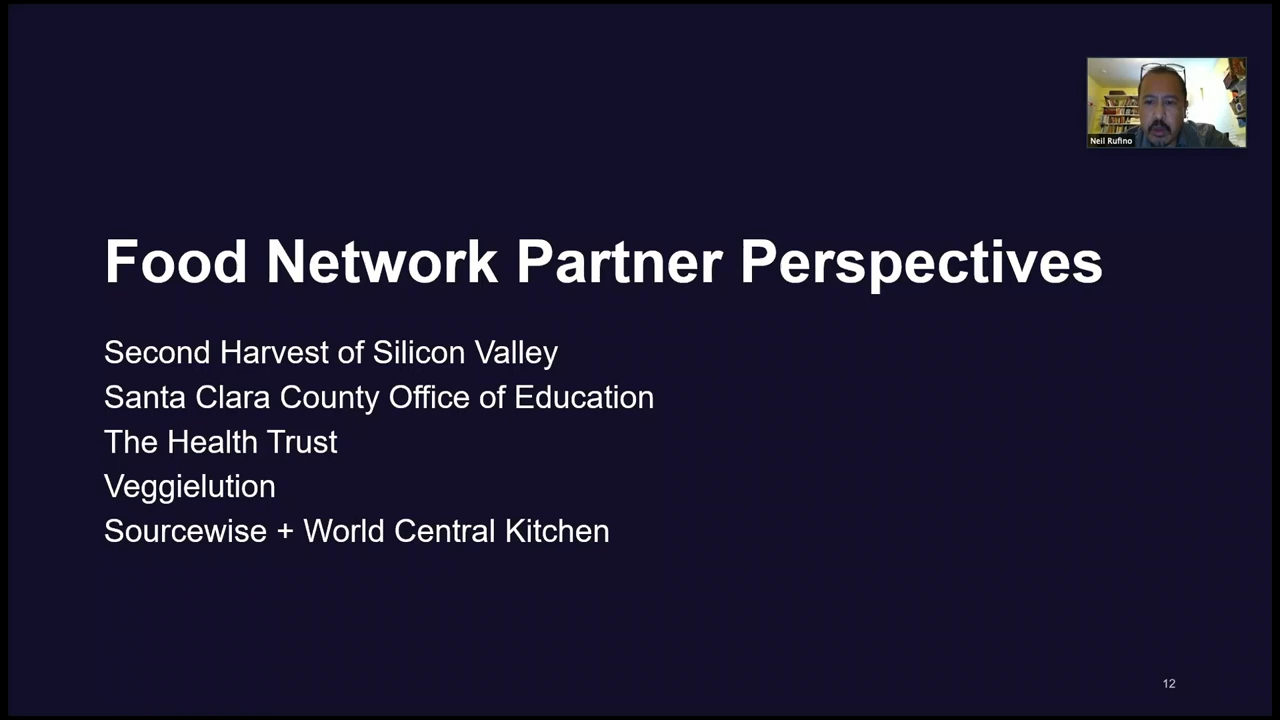 Neil Rufino
Food Network Partner Perspectives
Second Harvest of Silicon Valley
Santa Clara County Office of Education
The Health Trust
Veggielution
Sourcewise + World Central Kitchen
12